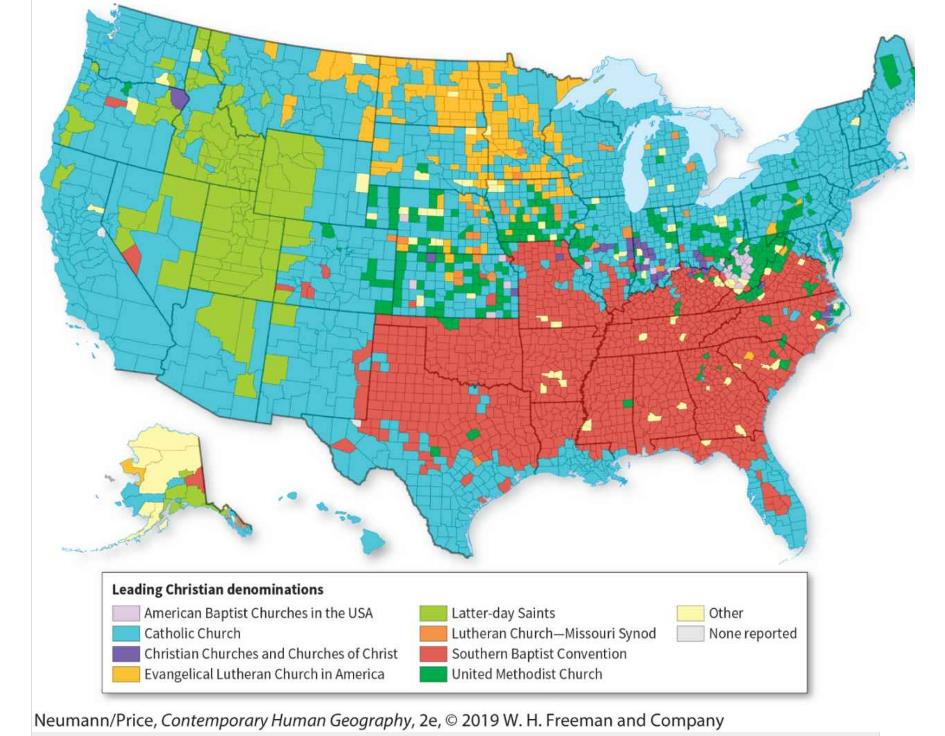 Leading Christian denominations
American Baptist Churches in the USA
Catholic Church
Christian Churches and Churches of Christ
Evangelical Lutheran Church in America
Latter-day Saints
Lutheran Church—Missouri Synod
Southern Baptist Convention
United Methodist Church
Other
None reported
Neumann/Price, Contemporary Human Geography, 2e, © 2019 W. H. Freeman and Company